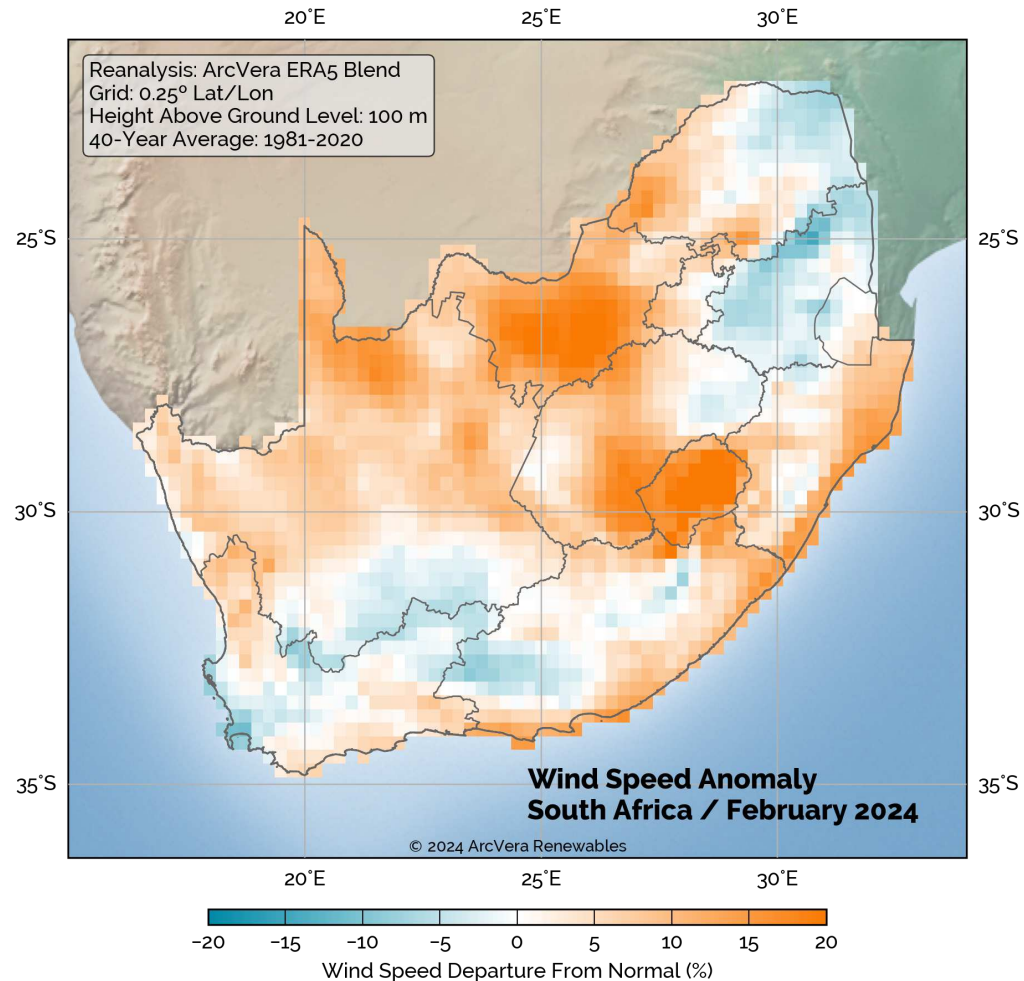 20°E 25°E 30°E
Reanalysis: ArcVera ERA5 Blend
Grid: 0.25º Lat/Lon
Height Above Ground Level: 100 m
40-Year Average: 1981-2020
25°S 25°S
30°S 30°S
35°S 35°S
Wind Speed Anomaly
South Africa / February 2024
© 2024 ArcVera Renewables
20°E 25°E 30°E
−20 −15 −10 −5 0 5 10 15 20
Wind Speed Departure From Normal (%)